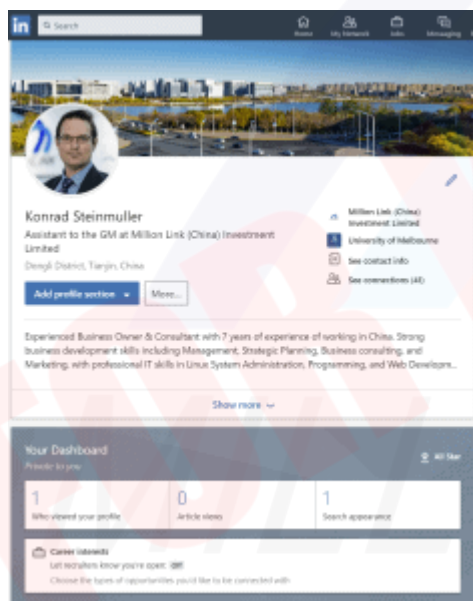 in Search
Home My Network Jobs Messaging
Konrad Steinmuller
Assistant to the GM at Million Link (China) Investment
Limited
Dongli District, Tianjin, China
Million Link (China)
Investment Limited
University of Melbourne
See contact info
See connections (48)
Add profile section
More...
Experienced Business Owner & Consultant with 7 years of experience of working in China. Strong
business development skills including Management, Strategic Planning, Business consulting, and
Marketing, with professional IT skills in Linux System Administration, Programming, and Web Developm...
Show more
Your Dashboard
Private to you
All Star
1 0 1
Who viewed your profile Article views Search appearance
Career interests
Let recruiters know you're open: Off
Choose the types of opportunities you'd like to be connected with